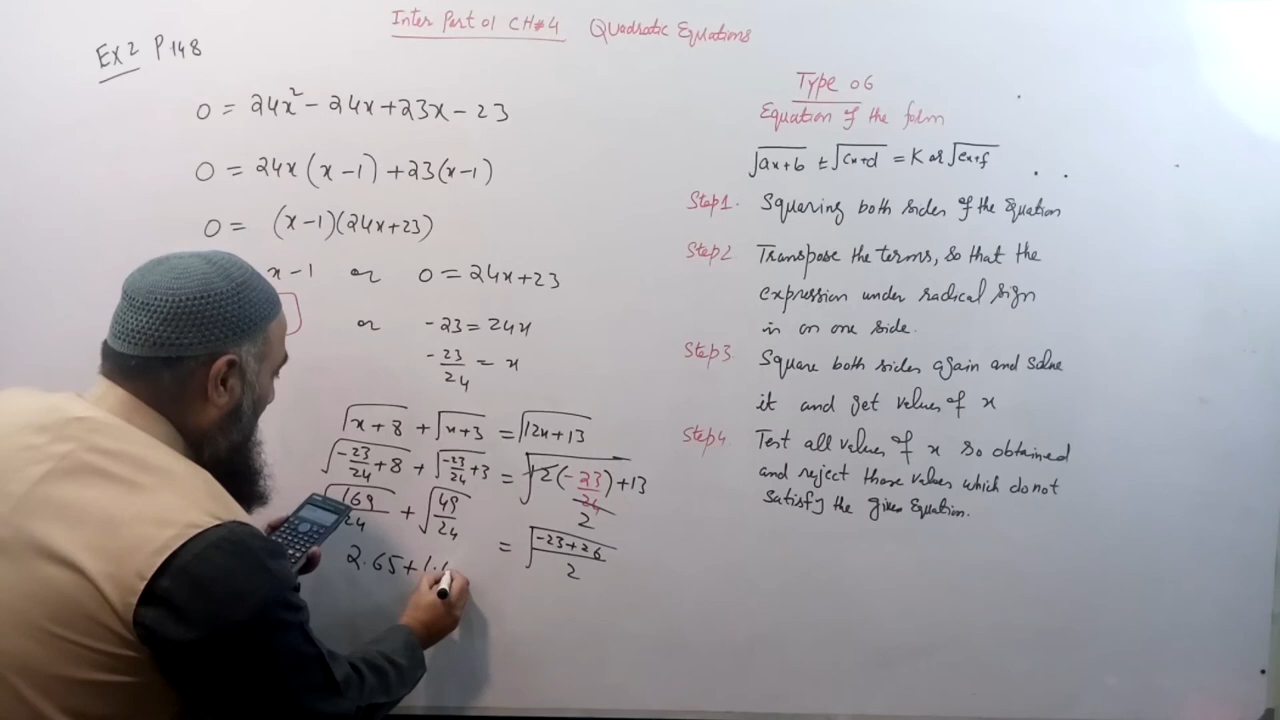 Inter Part 01 CH#4 Quadratic Equations
Ex 2 P 148
0 = 24x² - 24x + 23x - 23
0 = 24x(x-1) + 23(x-1)
0 = (x-1)(24x+23)
x-1 or 0 = 24x+23
or -23 = 24x
-23/24 = x
√(x+8) + √(x+3) = √(12x+13)
√(-23/24 + 8) + √(-23/24 + 3) = √(12(-23/24) + 13)
2
√(169/24) + √(49/24) = √((-23+26)/2)
2.65 + 1.
Type 06
Equation of the form
√(ax+b) ± √(cx+d) = K or √(ex+f)
Step1. Squaring both sides of the Equation
Step2 Transpose the terms, so that the
expression under radical sign
is on one side.
Step3. Square both sides again and solve
it and get values of x
Step4 Test all values of x so obtained
and reject those values which do not
satisfy the given Equation.